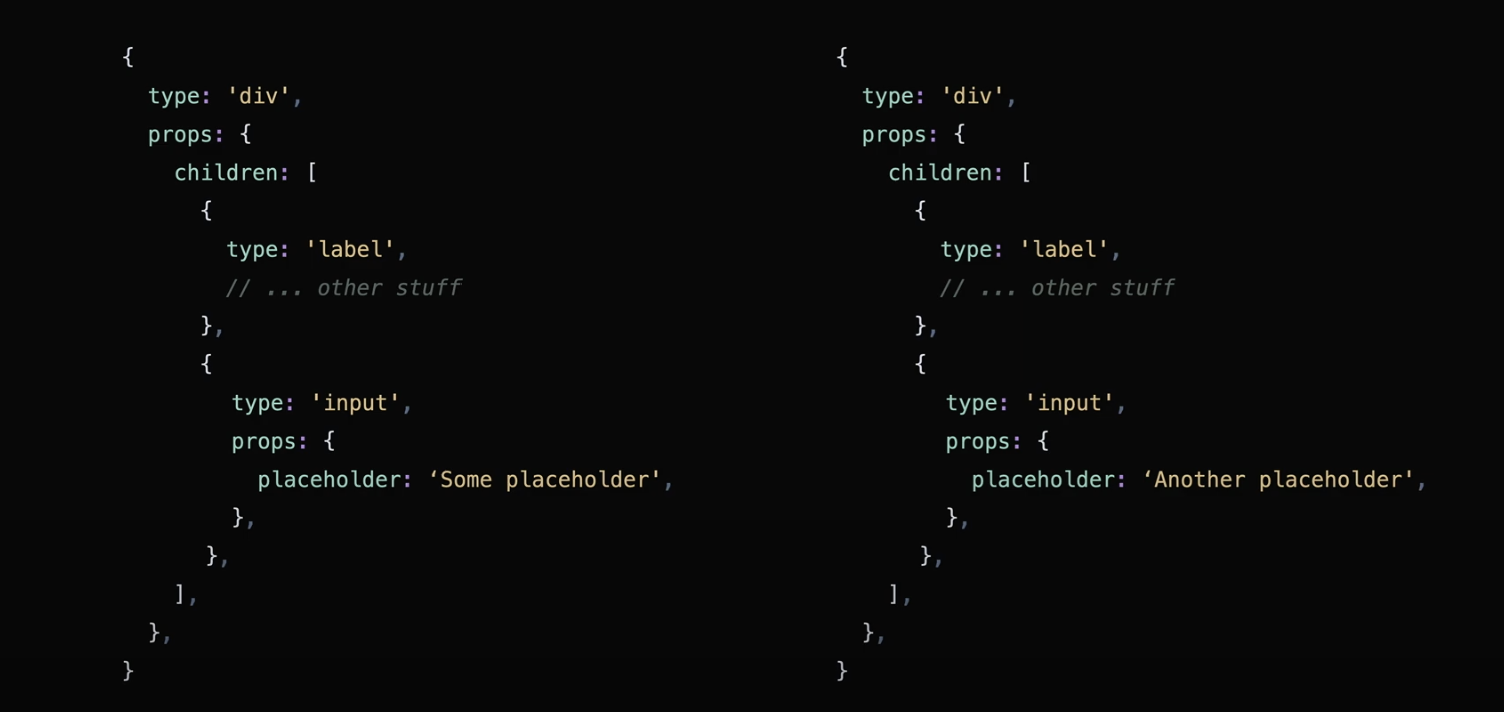 {
  type: 'div',
  props: {
    children: [
      {
        type: 'label',
        // ... other stuff
      },
      {
        type: 'input',
        props: {
          placeholder: ‘Some placeholder',
        },
      },
    ],
  },
}
{
  type: 'div',
  props: {
    children: [
      {
        type: 'label',
        // ... other stuff
      },
      {
        type: 'input',
        props: {
          placeholder: ‘Another placeholder',
        },
      },
    ],
  },
}